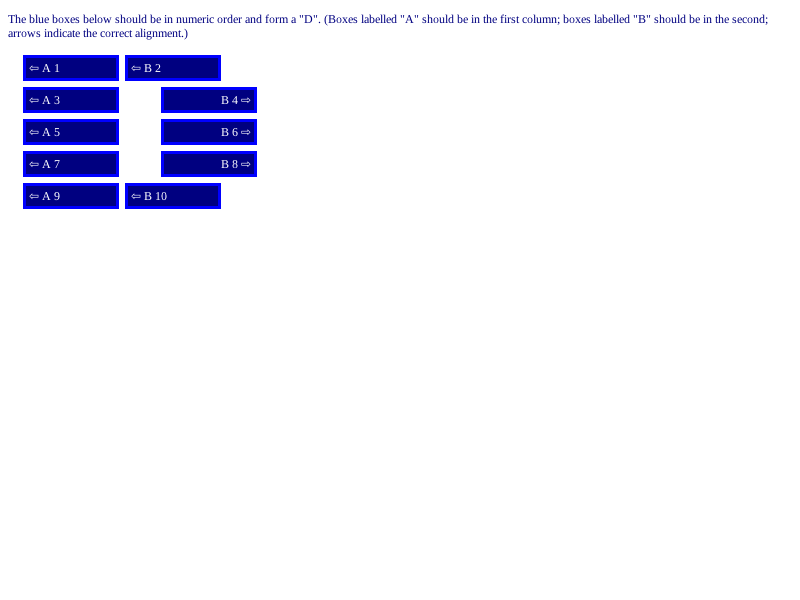 The blue boxes below should be in numeric order and form a "D". (Boxes labelled "A" should be in the first column; boxes labelled "B" should be in the second;
arrows indicate the correct alignment.)
⇦ A 1 ⇦ B 2
⇦ A 3 B 4 ⇨
⇦ A 5 B 6 ⇨
⇦ A 7 B 8 ⇨
⇦ A 9 ⇦ B 10